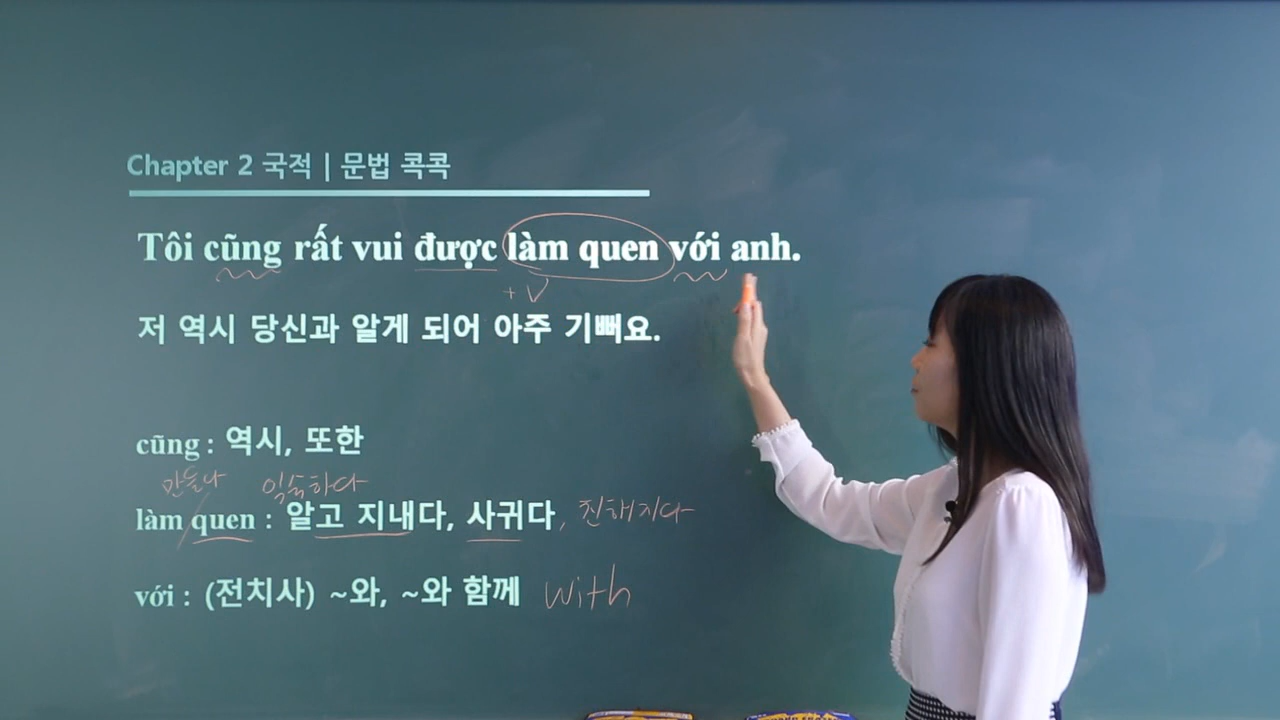 Chapter 2 국적 | 문법 콕콕
Tôi cũng rất vui được làm quen với anh.
+ V
저 역시 당신과 알게 되어 아주 기뻐요.
cũng : 역시, 또한
만들다 익숙하다
làm quen : 알고 지내다, 사귀다, 친해지다
với : (전치사) ~와, ~와 함께 with